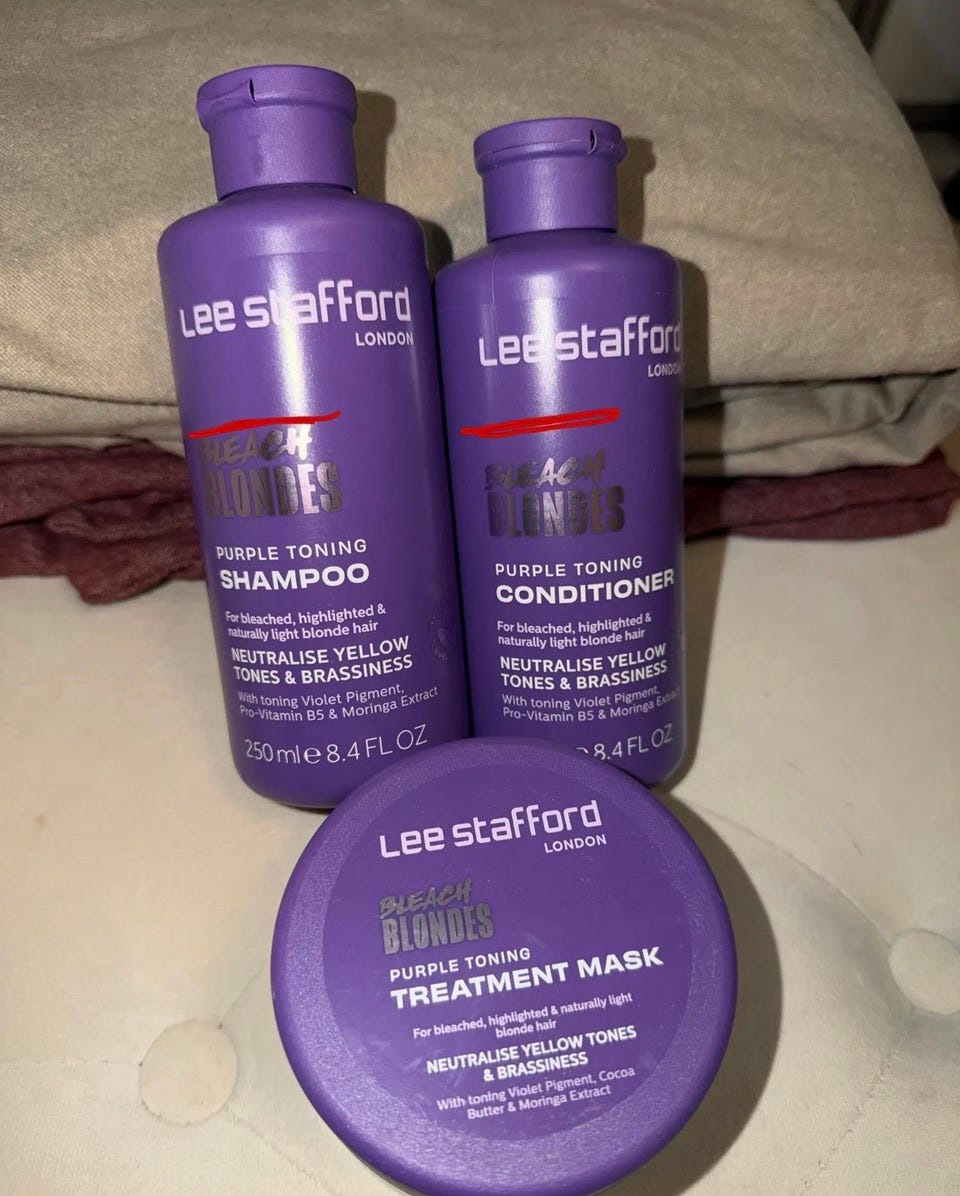 Lee stafford
LONDON
BLEACH
BLONDES
PURPLE TONING
SHAMPOO
For bleached, highlighted &
naturally light blonde hair
NEUTRALISE YELLOW
TONES & BRASSINESS
With toning Violet Pigment,
Pro-Vitamin B5 & Moringa Extract
250 ml e 8.4 FL OZ
Lee stafford
LONDON
BLEACH
BLONDES
PURPLE TONING
CONDITIONER
For bleached, highlighted &
naturally light blonde hair
NEUTRALISE YELLOW
TONES & BRASSINESS
With toning Violet Pigment,
Pro-Vitamin B5 & Moringa Extract
e 8.4 FL OZ
Lee stafford
LONDON
BLEACH
BLONDES
PURPLE TONING
TREATMENT MASK
For bleached, highlighted & naturally light
blonde hair
NEUTRALISE YELLOW TONES
& BRASSINESS
With toning Violet Pigment, Cocoa
Butter & Moringa Extract